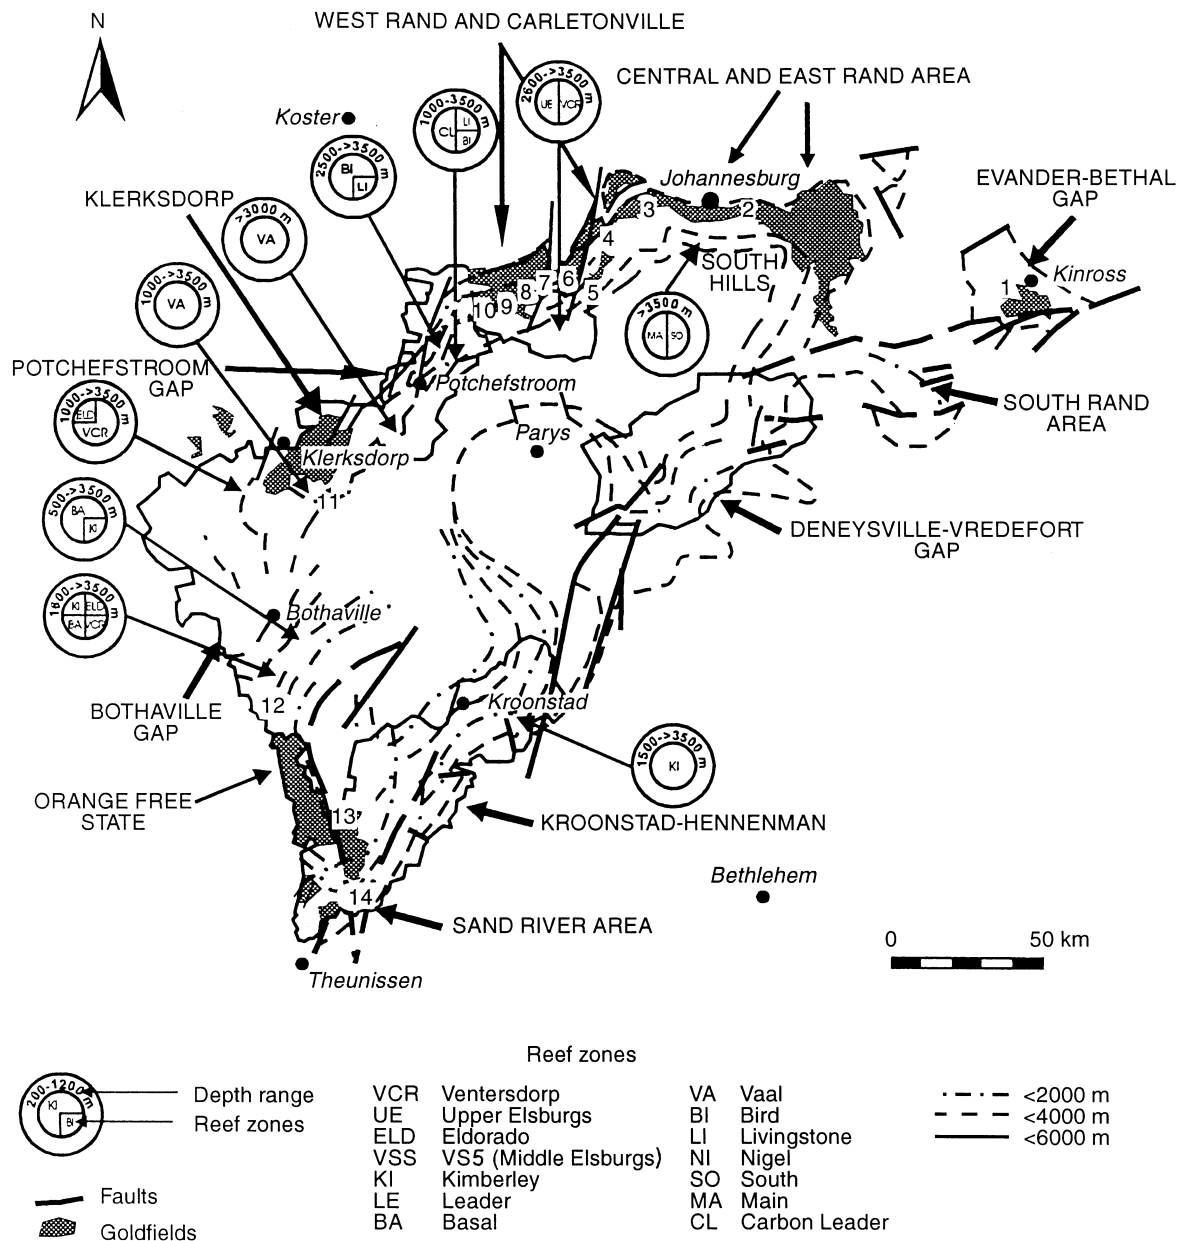 N
WEST RAND AND CARLETONVILLE
CENTRAL AND EAST RAND AREA
2600->3500 m
UE VCR
1000-3500 m
CL LI
BI
Koster
2500->3500 m
BI
LI
Johannesburg
EVANDER-BETHAL
GAP
KLERKSDORP
>3000 m
VA
3
2
4
SOUTH
HILLS
Kinross
1
1000->3500 m
VA
7
6
8
5
9
10
>3500 m
MA SO
POTCHEFSTROOM
GAP
Potchefstroom
SOUTH RAND
AREA
1000->3500 m
ELD
VCR
Parys
Klerksdorp
11
500->3500 m
BA
KI
DENEYSVILLE-VREDEFORT
GAP
1600->3500 m
KI ELD
BA VCR
Bothaville
12
BOTHAVILLE
GAP
Kroonstad
1500->3500 m
KI
ORANGE FREE
STATE
13
KROONSTAD-HENNENMAN
Bethlehem
14
SAND RIVER AREA
0 50 km
Theunissen
Reef zones
200-1200 m
KI
BI
Depth range
Reef zones
VCR Ventersdorp VA Vaal <2000 m
UE Upper Elsburgs BI Bird <4000 m
ELD Eldorado LI Livingstone <6000 m
VSS VS5 (Middle Elsburgs) NI Nigel
KI Kimberley SO South
LE Leader MA Main
BA Basal CL Carbon Leader
Faults
Goldfields